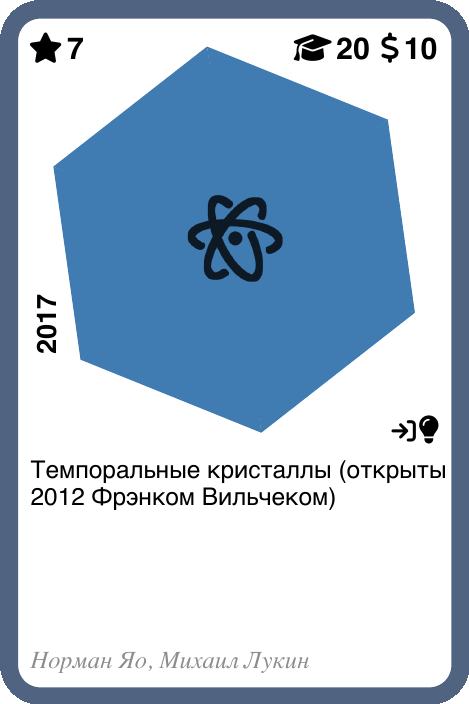 7
20 $10
2017
Темпоральные кристаллы (открыты
2012 Фрэнком Вильчеком)
Норман Яо, Михаил Лукин